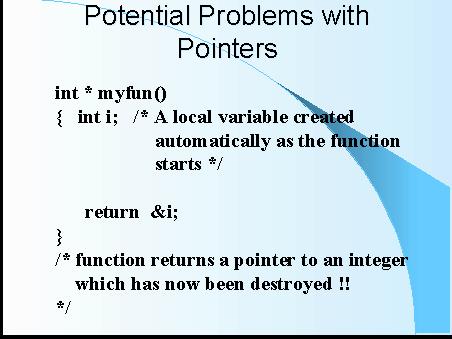 Potential Problems with
Pointers
int * myfun()
{ int i; /* A local variable created
automatically as the function
starts */
return &i;
}
/* function returns a pointer to an integer
which has now been destroyed !!
*/